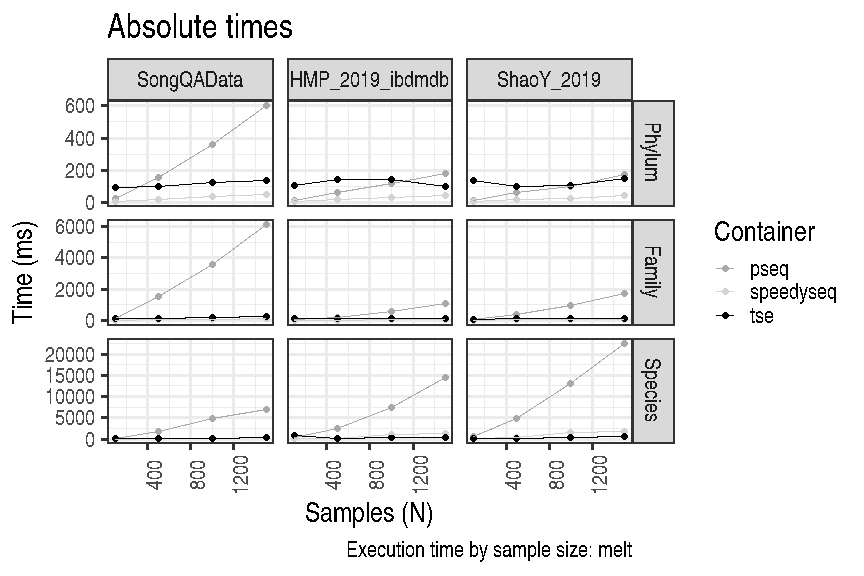 Absolute times
SongQAData HMP_2019_ibdmdb ShaoY_2019
600
400
200
0
Phylum
6000
4000
2000
0
Family
20000
15000
10000
5000
0
Species
Time (ms)
400 800 1200 400 800 1200 400 800 1200
Samples (N)
Execution time by sample size: melt
Container
pseq
speedyseq
tse